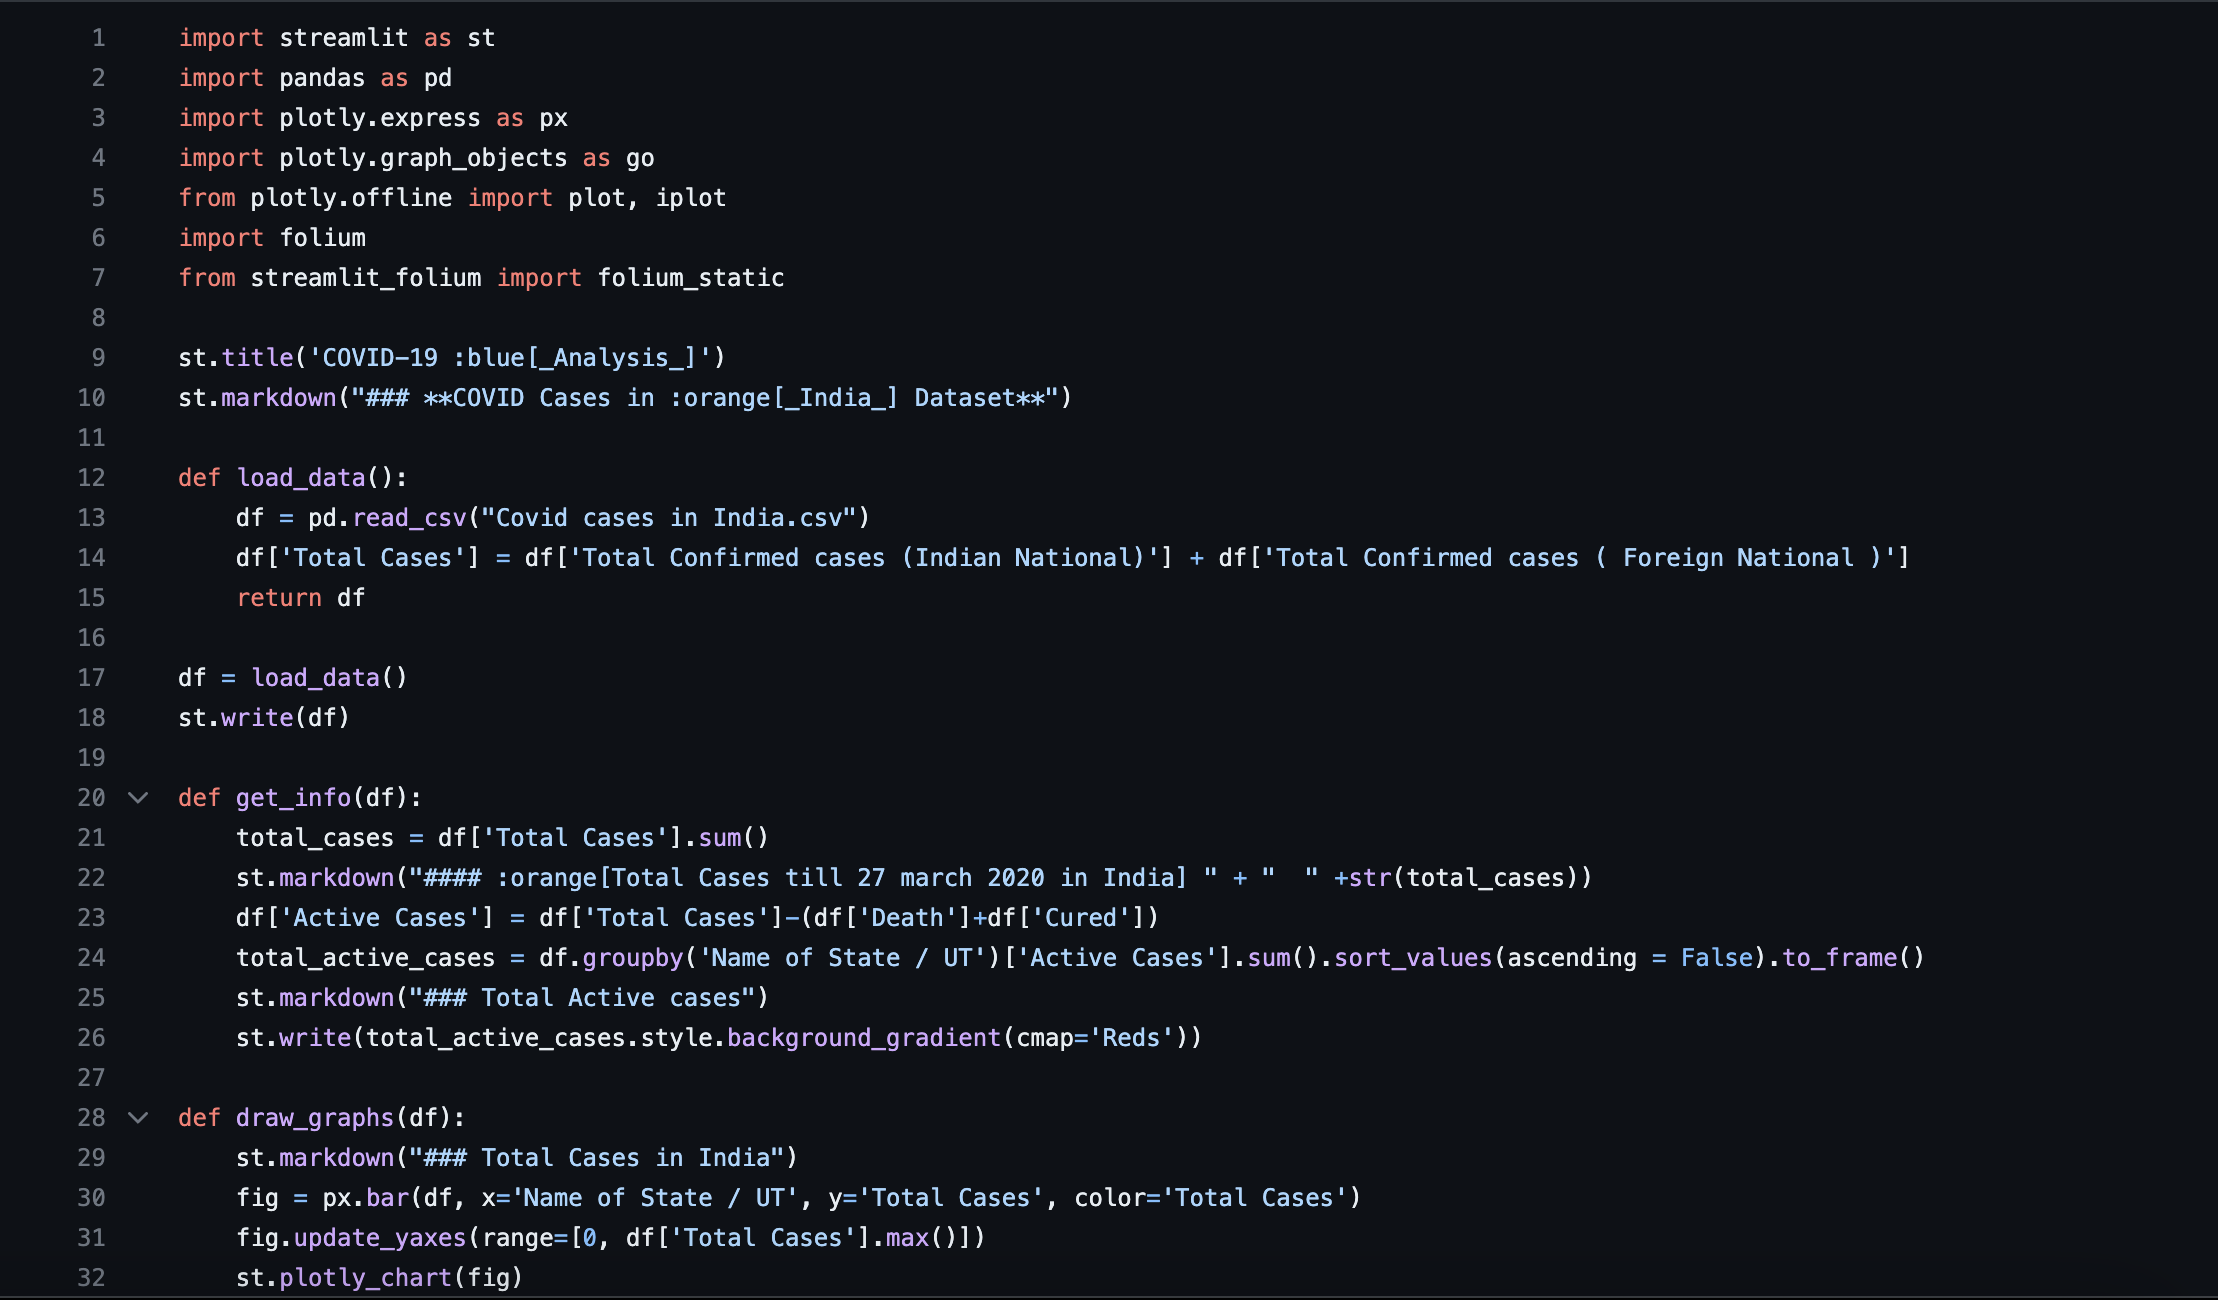 1 import streamlit as st
2 import pandas as pd
3 import plotly.express as px
4 import plotly.graph_objects as go
5 from plotly.offline import plot, iplot
6 import folium
7 from streamlit_folium import folium_static
8
9 st.title('COVID-19 :blue[_Analysis_]')
10 st.markdown("### **COVID Cases in :orange[_India_] Dataset**")
11
12 def load_data():
13     df = pd.read_csv("Covid cases in India.csv")
14     df['Total Cases'] = df['Total Confirmed cases (Indian National)'] + df['Total Confirmed cases ( Foreign National )']
15     return df
16
17 df = load_data()
18 st.write(df)
19
20 def get_info(df):
21     total_cases = df['Total Cases'].sum()
22     st.markdown("#### :orange[Total Cases till 27 march 2020 in India] " + "  " +str(total_cases))
23     df['Active Cases'] = df['Total Cases']-(df['Death']+df['Cured'])
24     total_active_cases = df.groupby('Name of State / UT')['Active Cases'].sum().sort_values(ascending = False).to_frame()
25     st.markdown("### Total Active cases")
26     st.write(total_active_cases.style.background_gradient(cmap='Reds'))
27
28 def draw_graphs(df):
29     st.markdown("### Total Cases in India")
30     fig = px.bar(df, x='Name of State / UT', y='Total Cases', color='Total Cases')
31     fig.update_yaxes(range=[0, df['Total Cases'].max()])
32     st.plotly_chart(fig)